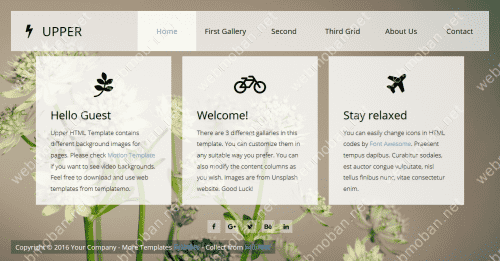 UPPER
Home First Gallery Second Third Grid About Us Contact
Hello Guest
Upper HTML Template contains
different background images for
pages. Please check Motion Template
if you want to see video backgrounds.
Feel free to download and use web
templates from templatemo.
Welcome!
There are 3 different galleries in this
template. You can customize them in
any suitable way you prefer. You can
also modify the content columns as
you wish. Images are from Unsplash
website. Good Luck!
Stay relaxed
You can easily change icons in HTML
codes by Font Awesome. Praesent
tempus dapibus. Curabitur sodales,
est auctor congue vulputate, nisl
tellus finibus nunc, vitae consectetur
enim.
f G+ Bē in
Copyright © 2016 Your Company - More Templates - Collect from